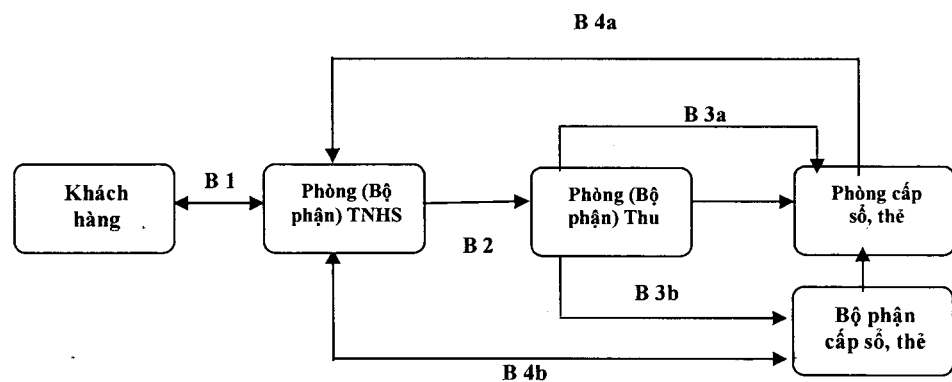 B 4a
B 3a
Khách
hàng
B 1
Phòng (Bộ
phận) TNHS
B 2
Phòng (Bộ
phận) Thu
Phòng cấp
sổ, thẻ
B 3b
Bộ phận
cấp sổ, thẻ
B 4b